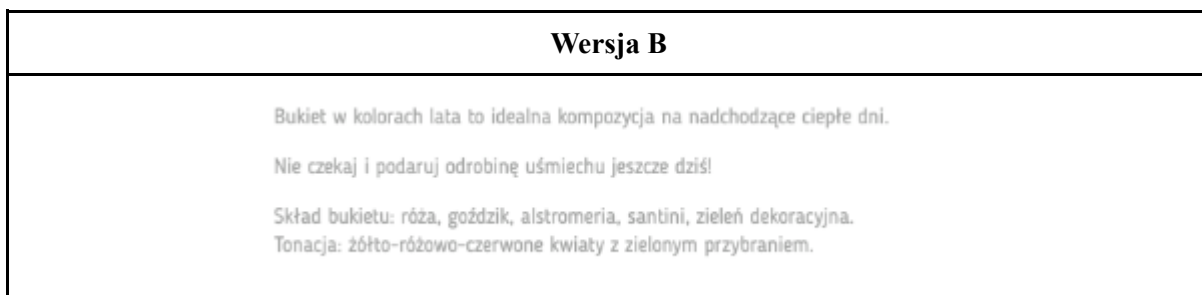 Wersja B
Bukiet w kolorach lata to idealna kompozycja na nadchodzące ciepłe dni.
Nie czekaj i podaruj odrobinę uśmiechu jeszcze dziś!
Skład bukietu: róża, goździk, alstromeria, santini, zieleń dekoracyjna.
Tonacja: żółto-różowo-czerwone kwiaty z zielonym przybraniem.